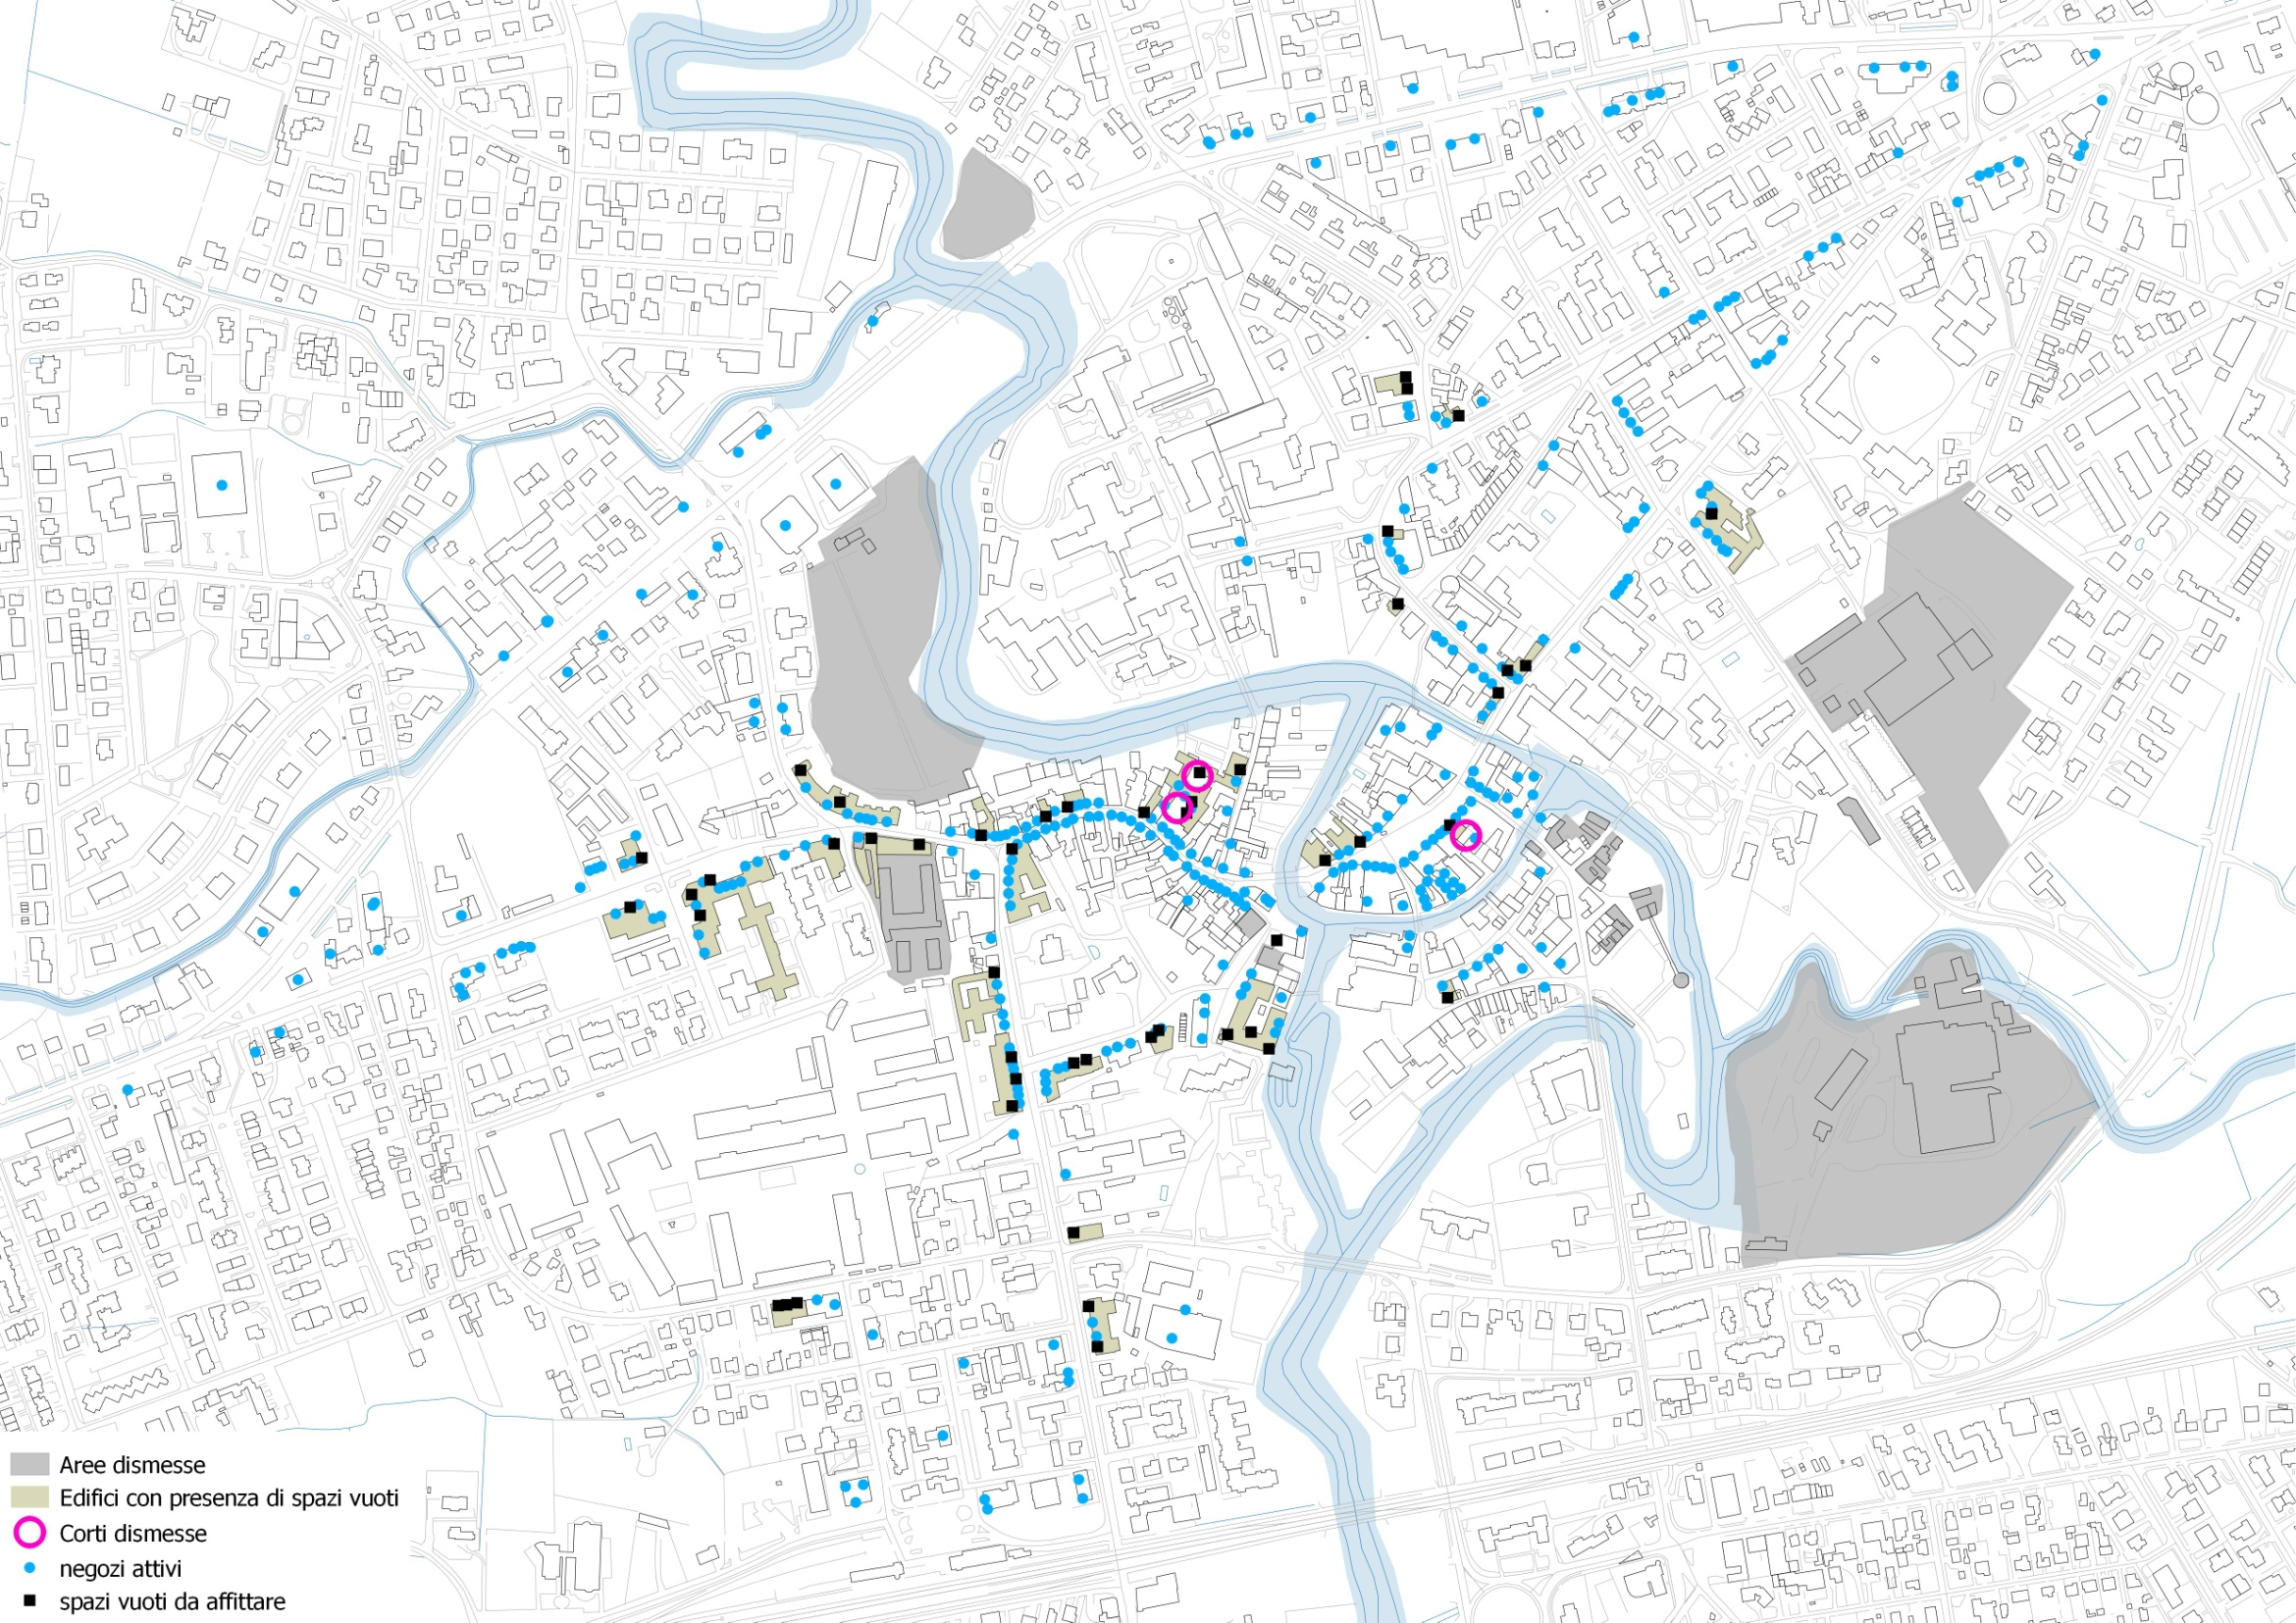 Aree dismesse
Edifici con presenza di spazi vuoti
Corti dismesse
negozi attivi
spazi vuoti da affittare